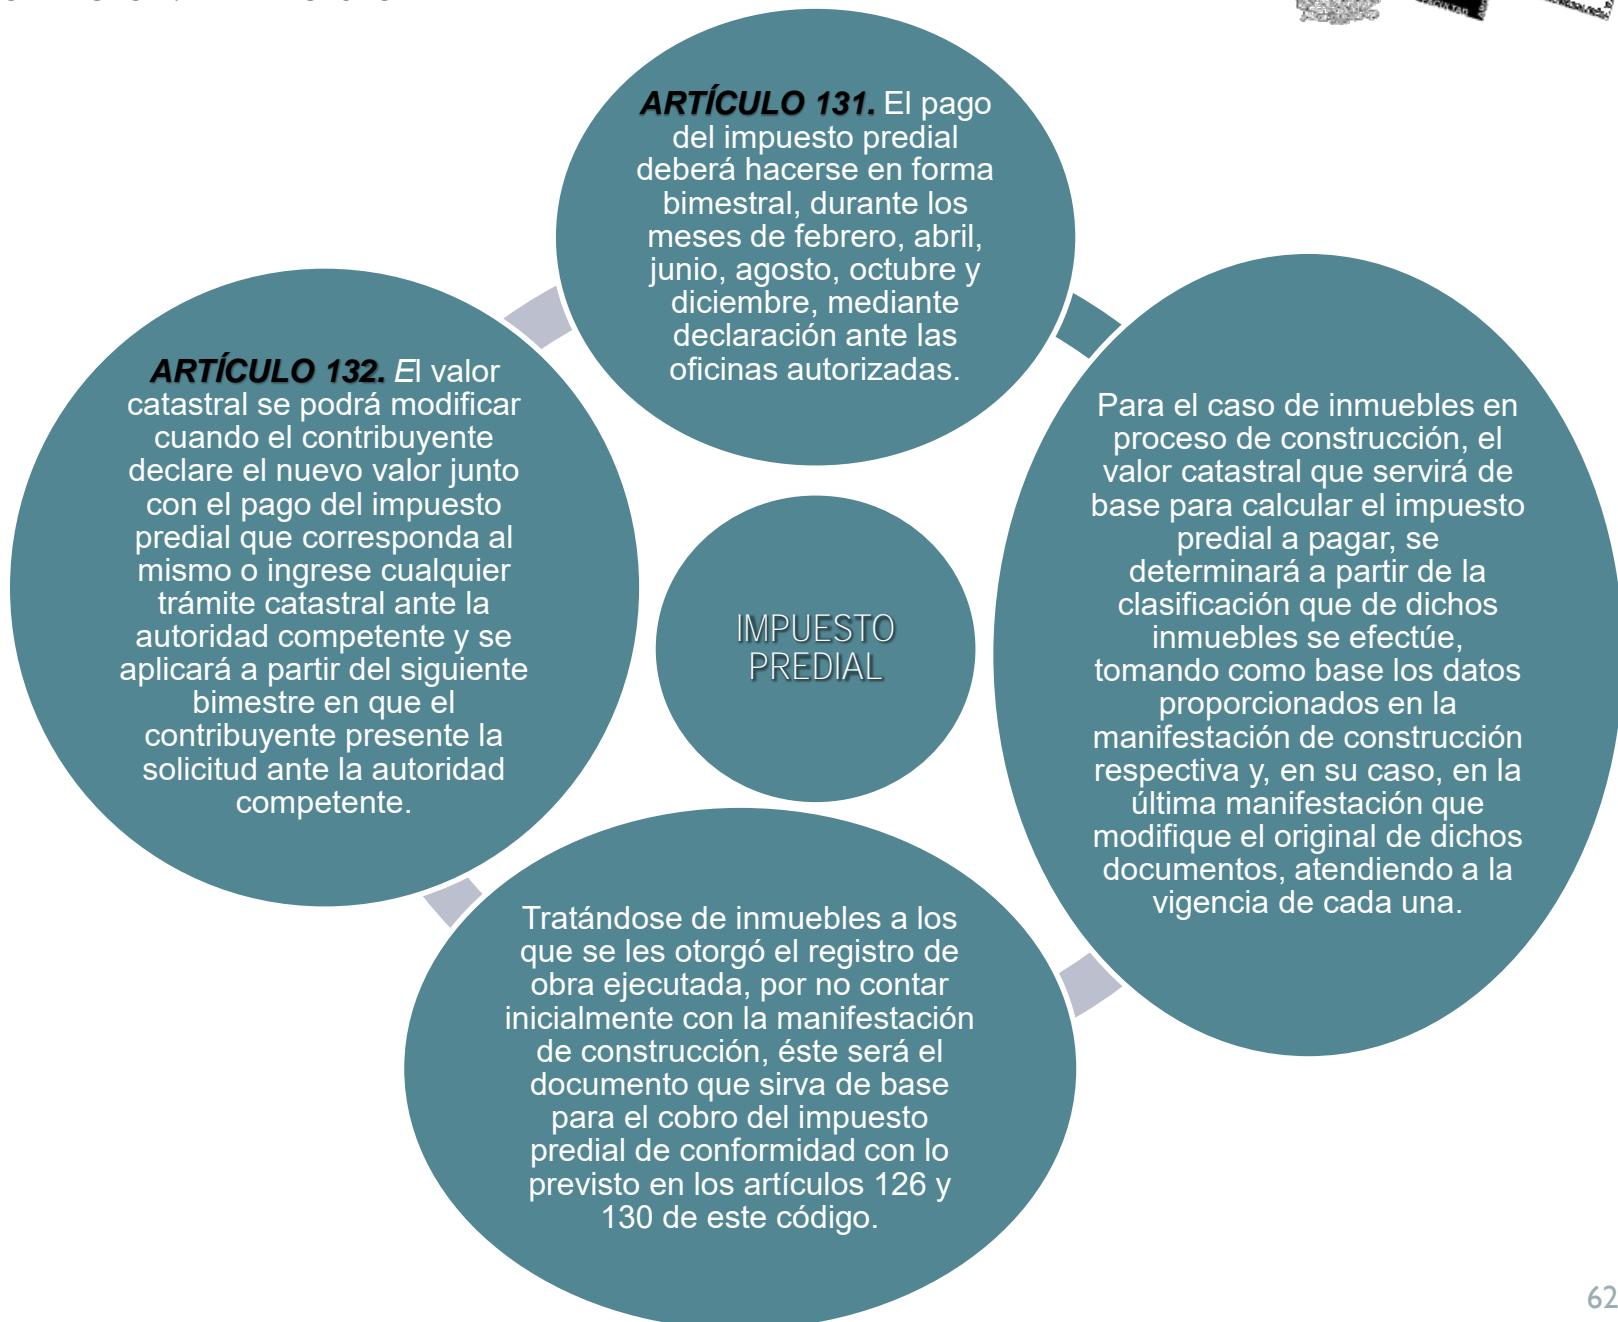 ARTÍCULO 131. El pago
del impuesto predial
deberá hacerse en forma
bimestral, durante los
meses de febrero, abril,
junio, agosto, octubre y
diciembre, mediante
declaración ante las
oficinas autorizadas.
Para el caso de inmuebles en
proceso de construcción, el
valor catastral que servirá de
base para calcular el impuesto
predial a pagar, se
determinará a partir de la
clasificación que de dichos
inmuebles se efectúe,
tomando como base los datos
proporcionados en la
manifestación de construcción
respectiva y, en su caso, en la
última manifestación que
modifique el original de dichos
documentos, atendiendo a la
vigencia de cada una.
Tratándose de inmuebles a los
que se les otorgó el registro de
obra ejecutada, por no contar
inicialmente con la manifestación
de construcción, éste será el
documento que sirva de base
para el cobro del impuesto
predial de conformidad con lo
previsto en los artículos 126 y
130 de este código.
ARTÍCULO 132. El valor
catastral se podrá modificar
cuando el contribuyente
declare el nuevo valor junto
con el pago del impuesto
predial que corresponda al
mismo o ingrese cualquier
trámite catastral ante la
autoridad competente y se
aplicará a partir del siguiente
bimestre en que el
contribuyente presente la
solicitud ante la autoridad
competente.
IMPUESTO
PREDIAL
62